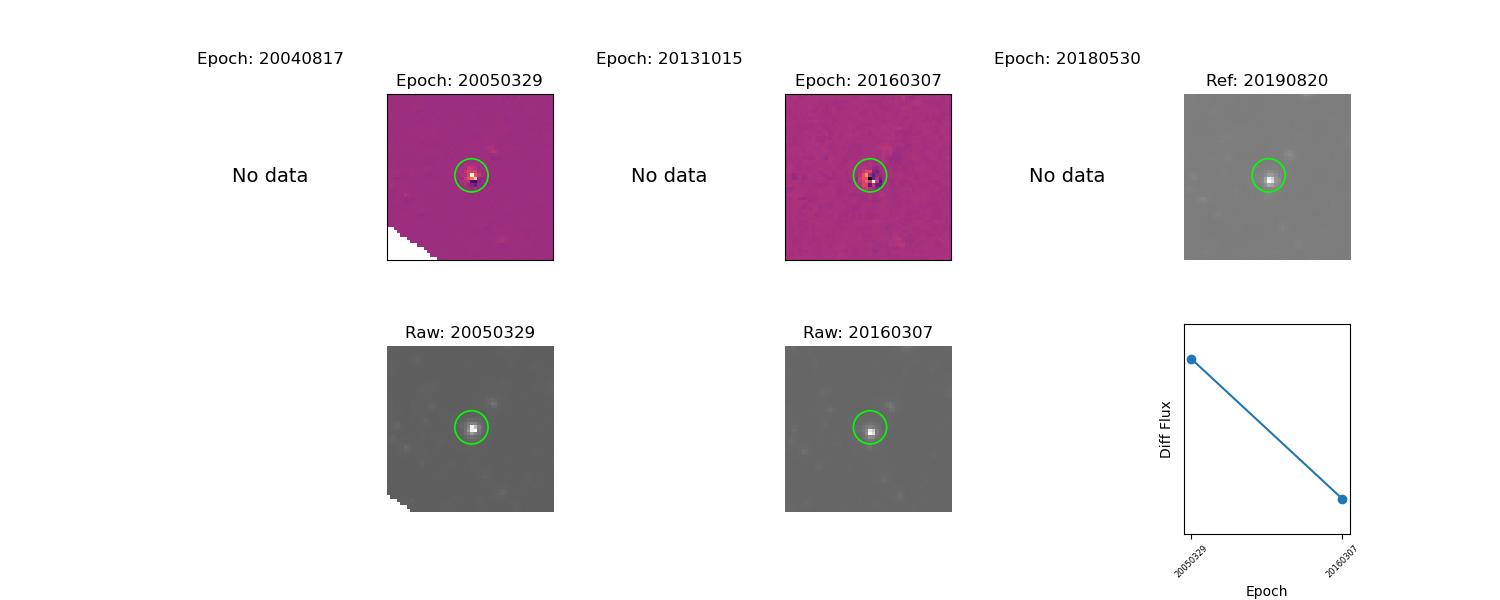 Epoch: 20040817
Epoch: 20131015
Epoch: 20180530
Epoch: 20050329
Epoch: 20160307
Ref: 20190820
No data
No data
No data
Raw: 20050329
Raw: 20160307
Diff Flux
20050329
20160307
Epoch